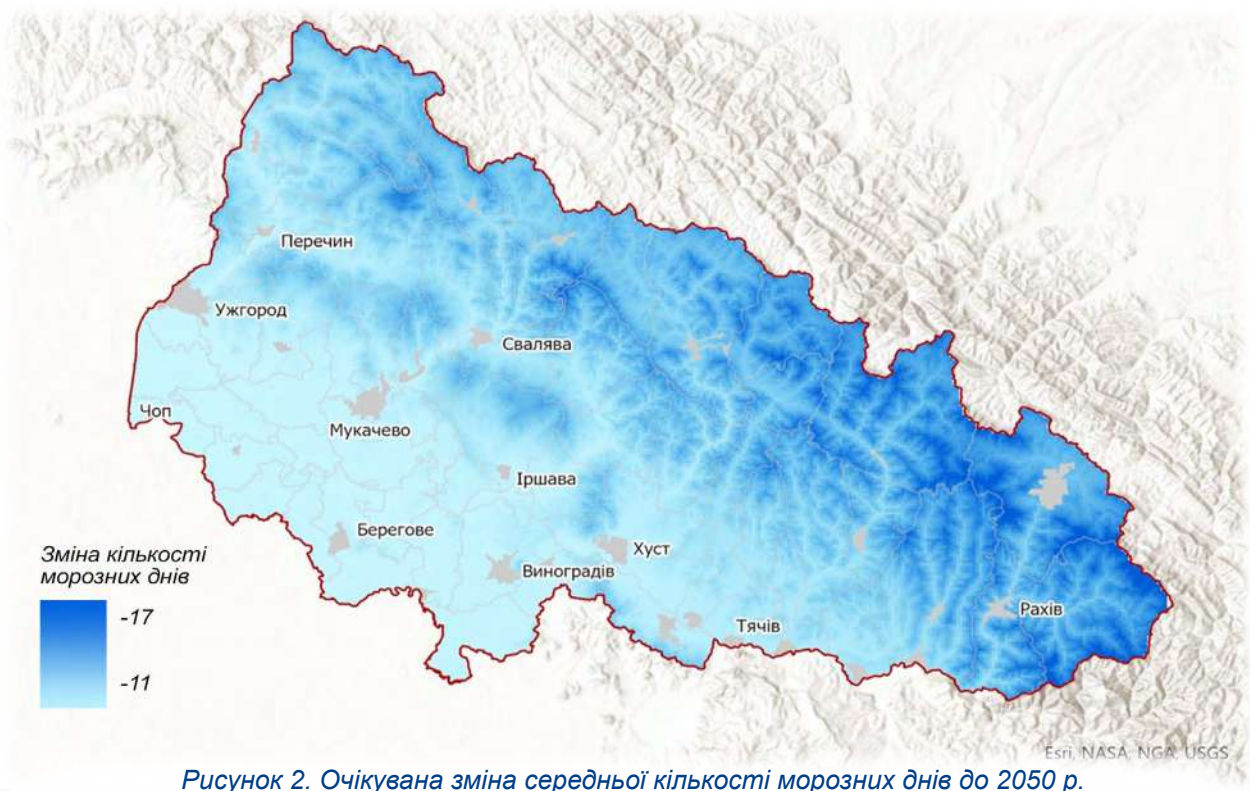 Перечин
Ужгород
Свалява
Чоп
Мукачево
Іршава
Берегове
Хуст
Виноградів
Рахів
Тячів
Зміна кількості
морозних днів
-17
-11
Esri, NASA, NGA, USGS
Рисунок 2. Очікувана зміна середньої кількості морозних днів до 2050 р.